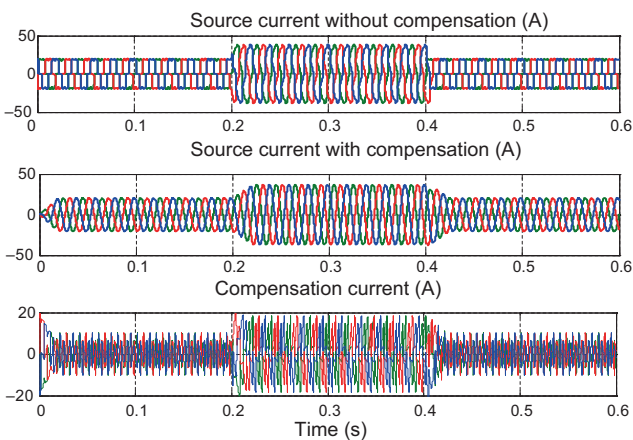 Source current without compensation (A)
50
0
−50
0 0.1 0.2 0.3 0.4 0.5 0.6
Source current with compensation (A)
50
0
−50
0 0.1 0.2 0.3 0.4 0.5 0.6
Compensation current (A)
20
0
−20
0 0.1 0.2 0.3 0.4 0.5 0.6
Time (s)